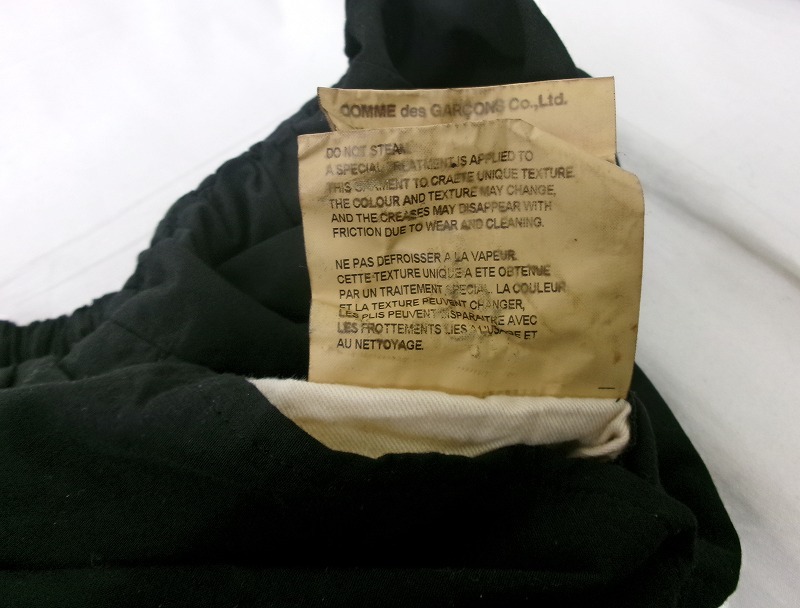 COMME des GARÇONS Co.,Ltd.
DO NOT STEAM.
A SPECIAL TREATMENT IS APPLIED TO
THIS GARMENT TO CRAETE UNIQUE TEXTURE.
THE COLOUR AND TEXTURE MAY CHANGE,
AND THE CREASES MAY DISAPPEAR WITH
FRICTION DUE TO WEAR AND CLEANING.
NE PAS DEFROISSER A LA VAPEUR.
CETTE TEXTURE UNIQUE A ETE OBTENUE
PAR UN TRAITEMENT SPECIAL. LA COULEUR
ET LA TEXTURE PEUVENT CHANGER,
LES PLIS PEUVENT DISPARAITRE AVEC
LES FROTTEMENTS LIES A L'USAGE ET
AU NETTOYAGE.